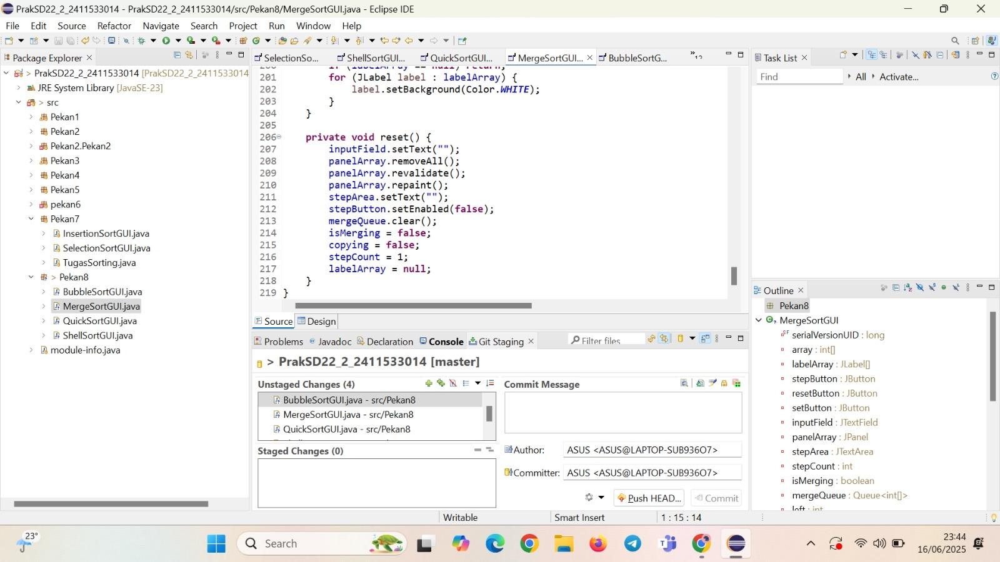 PrakSD22_2_2411533014 - PrakSD22_2_2411533014/src/Pekan8/MergeSortGUI.java - Eclipse IDE
File Edit Source Refactor Navigate Search Project Run Window Help
Package Explorer
> PrakSD22_2_2411533014 [PrakSD22_2_2411533014
JRE System Library [JavaSE-23]
> src
Pekan1
Pekan2
Pekan2.Pekan2
Pekan3
Pekan4
Pekan5
pekan6
Pekan7
InsertionSortGUI.java
SelectionSortGUI.java
TugasSorting.java
> Pekan8
BubbleSortGUI.java
MergeSortGUI.java
QuickSortGUI.java
ShellSortGUI.java
module-info.java
SelectionSo... ShellSortGUI... QuickSortGUI... MergeSortGUI... BubbleSortG... »12
200 if (labelArray == null) return;
201 for (JLabel label : labelArray) {
202 label.setBackground(Color.WHITE);
203 }
204 }
205
206 private void reset() {
207 inputField.setText("");
208 panelArray.removeAll();
209 panelArray.revalidate();
210 panelArray.repaint();
211 stepArea.setText("");
212 stepButton.setEnabled(false);
213 mergeQueue.clear();
214 isMerging = false;
215 copying = false;
216 stepCount = 1;
217 labelArray = null;
218 }
219 }
Source Design
Problems Javadoc Declaration Console Git Staging Filter files
> PrakSD22_2_2411533014 [master]
Unstaged Changes (4)
BubbleSortGUI.java - src/Pekan8
MergeSortGUI.java - src/Pekan8
QuickSortGUI.java - src/Pekan8
Staged Changes (0)
Commit Message
Author: ASUS <ASUS@LAPTOP-SUB936O7>
Committer: ASUS <ASUS@LAPTOP-SUB936O7>
Push HEAD... Commit
Task List
Find All Activate...
Outline
Pekan8
MergeSortGUI
serialVersionUID : long
array : int[]
labelArray : JLabel[]
stepButton : JButton
resetButton : JButton
setButton : JButton
inputField : JTextField
panelArray : JPanel
stepArea : JTextArea
stepCount : int
isMerging : boolean
mergeQueue : Queue<int[]>
left : int
Writable Smart Insert 1 : 15 : 14
23°
Search
23:44
16/06/2025